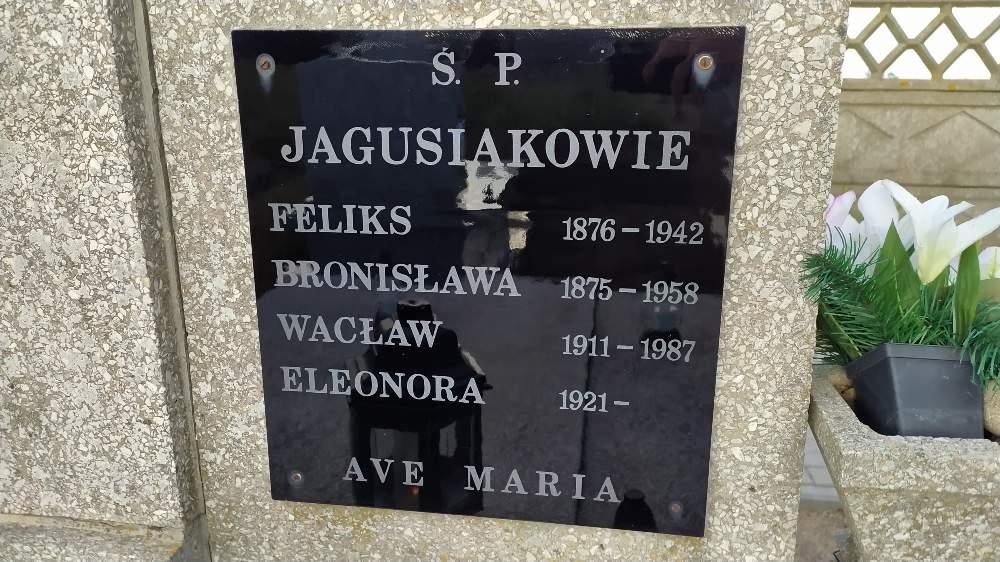 Ś. P.
JAGUSIAKOWIE
FELIKS 1876 – 1942
BRONISŁAWA 1875 – 1958
WACŁAW 1911 – 1987
ELEONORA 1921 –
AVE MARIA